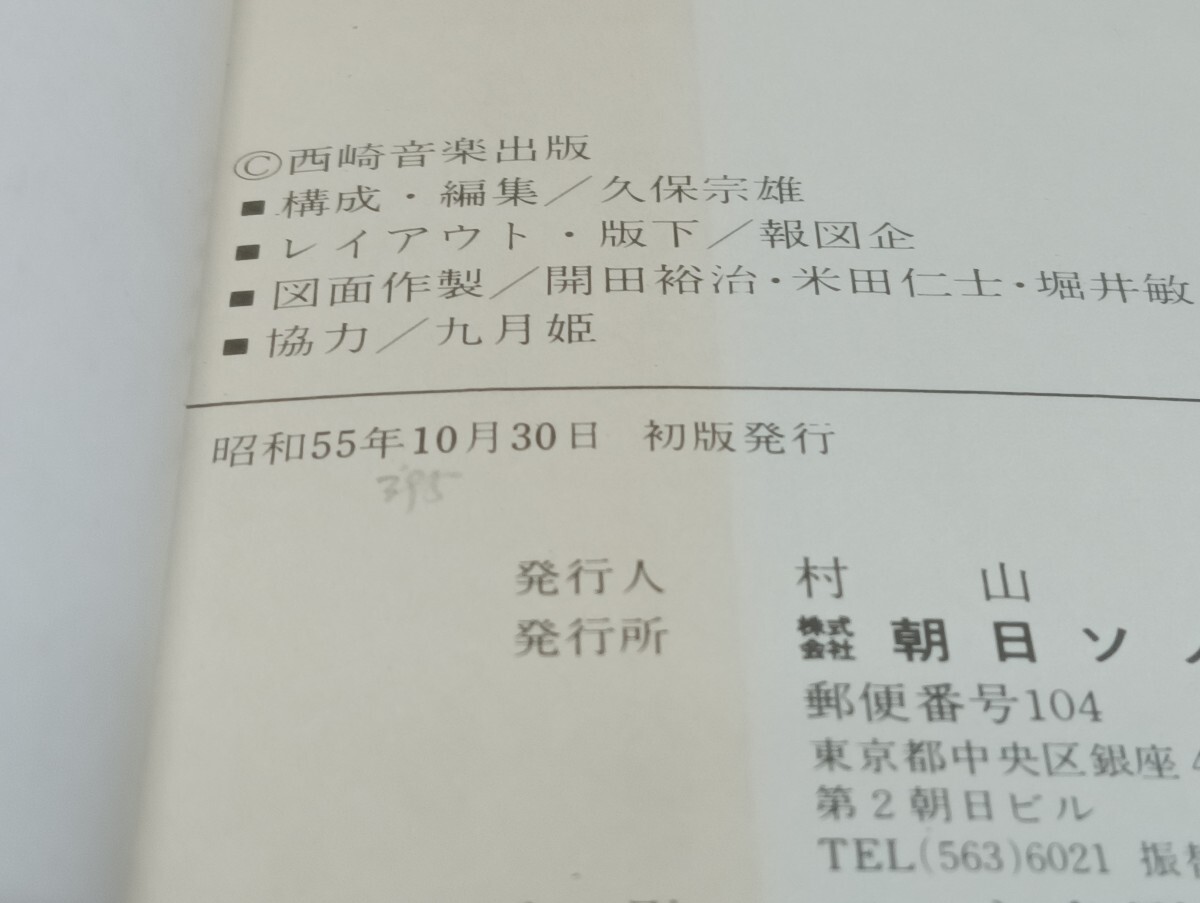 ©西崎音楽出版
■構成・編集／久保宗雄
■レイアウト・版下／報図企
■図面作製／開田裕治・米田仁士・堀井敏
■協力／九月姫
昭和55年10月30日 初版発行
395
発行人 村 山
発行所 株式会社 朝日ソ
郵便番号104
東京都中央区銀座4
第2朝日ビル
TEL(563)6021 振替